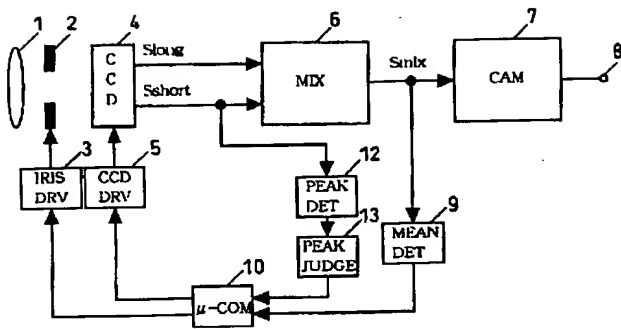 1 2 4 6 7 8
C C D
Slong
Sshort
MIX
Smix
CAM
3 5 12 13 9 10
IRIS DRV
CCD DRV
PEAK DET
PEAK JUDGE
MEAN DET
μ-COM